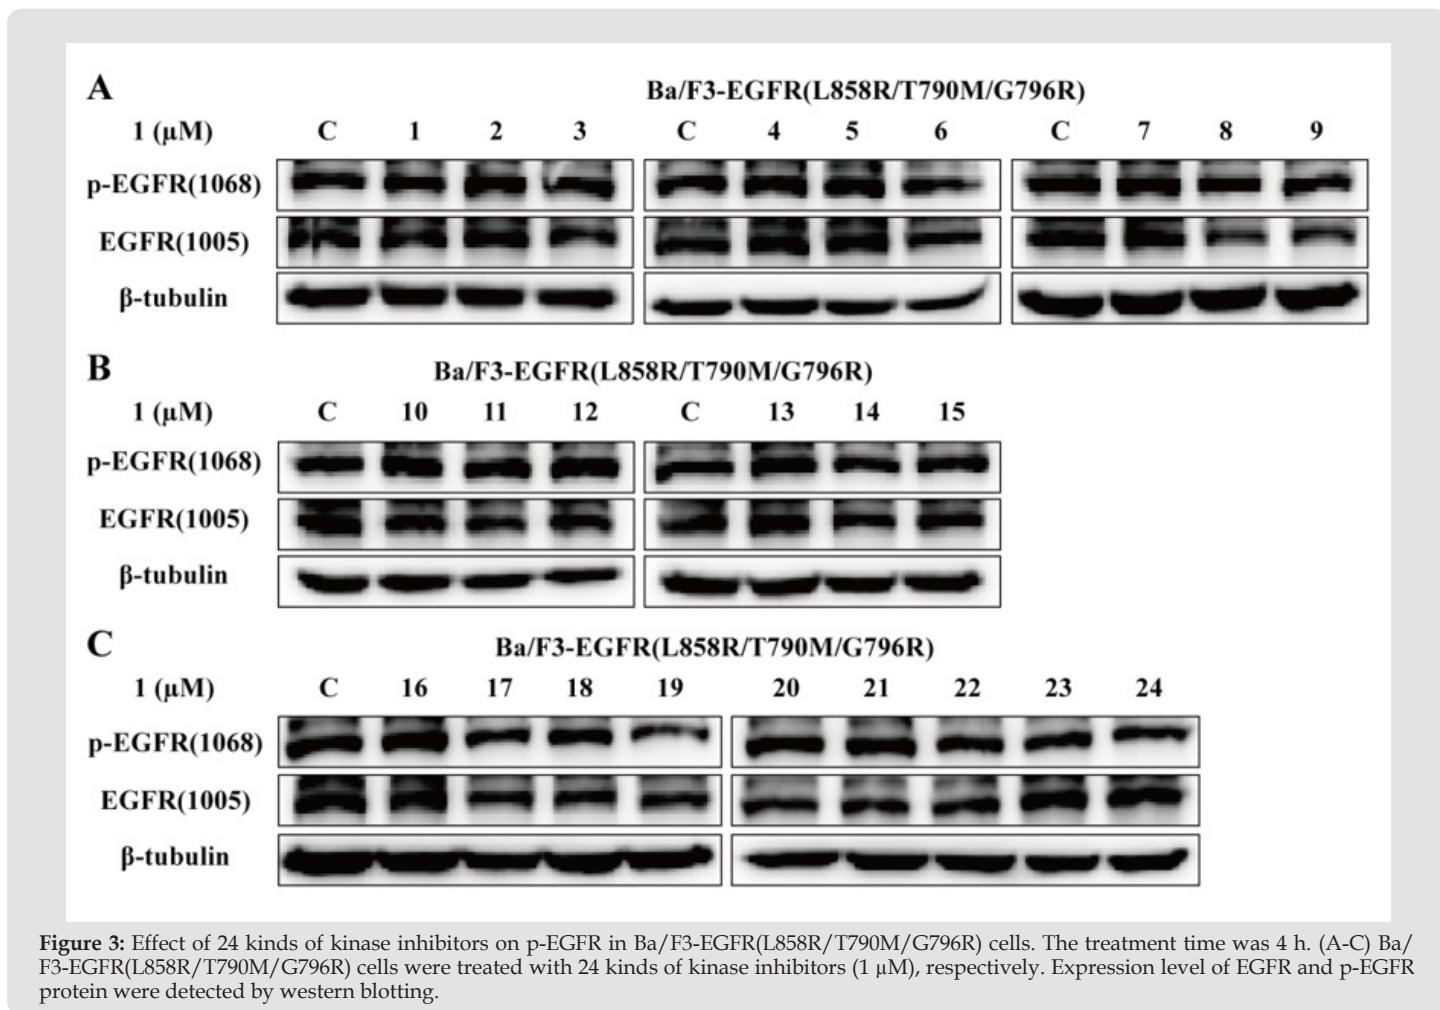 A
Ba/F3-EGFR(L858R/T790M/G796R)
1 (μM) C 1 2 3 C 4 5 6 C 7 8 9
p-EGFR(1068)
EGFR(1005)
β-tubulin
B
Ba/F3-EGFR(L858R/T790M/G796R)
1 (μM) C 10 11 12 C 13 14 15
p-EGFR(1068)
EGFR(1005)
β-tubulin
C
Ba/F3-EGFR(L858R/T790M/G796R)
1 (μM) C 16 17 18 19 20 21 22 23 24
p-EGFR(1068)
EGFR(1005)
β-tubulin
Figure 3: Effect of 24 kinds of kinase inhibitors on p-EGFR in Ba/F3-EGFR(L858R/T790M/G796R) cells. The treatment time was 4 h. (A-C) Ba/
F3-EGFR(L858R/T790M/G796R) cells were treated with 24 kinds of kinase inhibitors (1 μM), respectively. Expression level of EGFR and p-EGFR
protein were detected by western blotting.